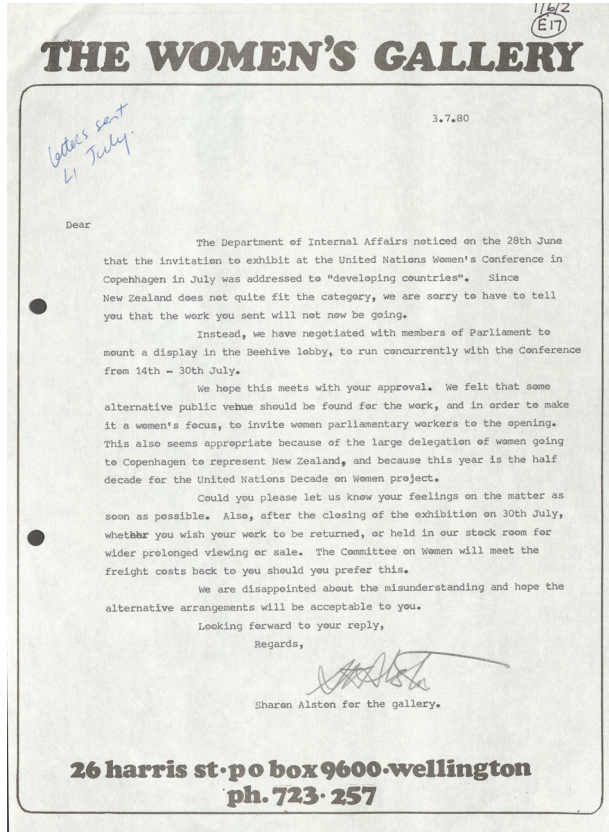 1/6/2
E17
THE WOMEN'S GALLERY
3.7.80
letters sent
4 July.
Dear
The Department of Internal Affairs noticed on the 28th June
that the invitation to exhibit at the United Nations Women's Conference in
Copenhagen in July was addressed to "developing countries". Since
New Zealand does not quite fit the category, we are sorry to have to tell
you that the work you sent will not now be going.
Instead, we have negotiated with members of Parliament to
mount a display in the Beehive lobby, to run concurrently with the Conference
from 14th - 30th July.
We hope this meets with your approval. We felt that some
alternative public venue should be found for the work, and in order to make
it a women's focus, to invite women parliamentary workers to the opening.
This also seems appropriate because of the large delegation of women going
to Copenhagen to represent New Zealand, and because this year is the half
decade for the United Nations Decade on Women project.
Could you please let us know your feelings on the matter as
soon as possible. Also, after the closing of the exhibition on 30th July,
whether you wish your work to be returned, or held in our stock room for
wider prolonged viewing or sale. The Committee on Women will meet the
freight costs back to you should you prefer this.
We are disappointed about the misunderstanding and hope the
alternative arrangements will be acceptable to you.
Looking forward to your reply,
Regards,
Sharon Alston for the gallery.
26 harris st·p o box 9600·wellington
ph. 723·257